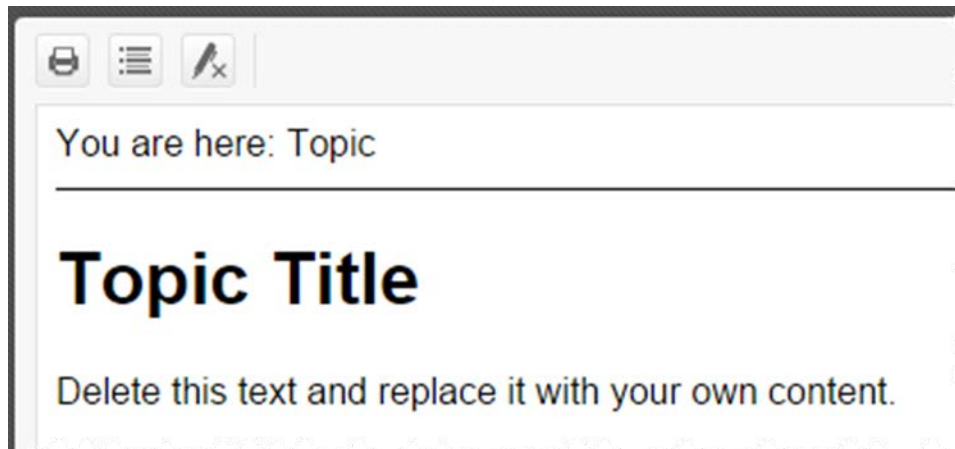 You are here: Topic
Topic Title
Delete this text and replace it with your own content.